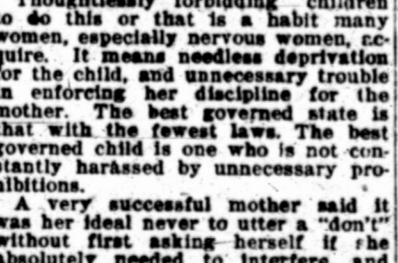 Thoughtlessly forbidding children
to do this or that is a habit many
women, especially nervous women, ac-
quire. It means needless deprivation
for the child, and unnecessary trouble
in enforcing her discipline for the
mother. The best governed state is
that with the fewest laws. The best
governed child is one who is not con-
stantly harassed by unnecessary pro-
hibitions.
A very successful mother said it
was her ideal never to utter a "don't"
without first asking herself if she
absolutely needed to interfere, and